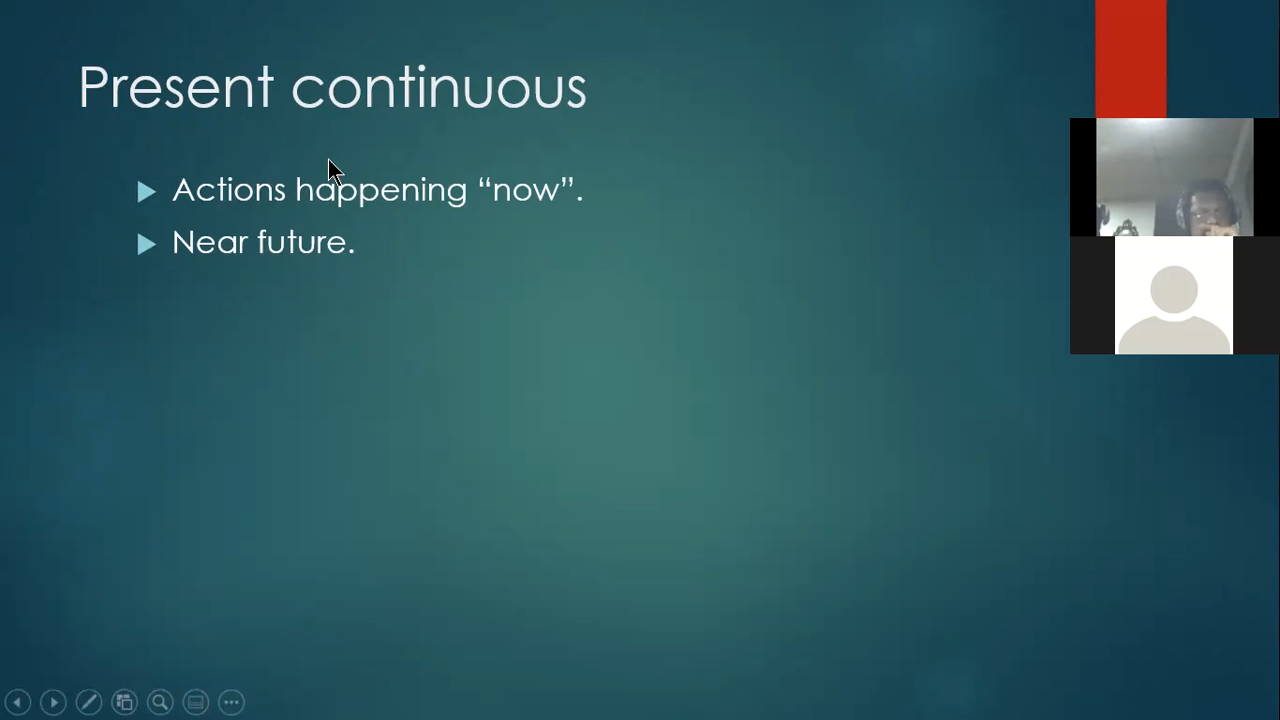 Present continuous
Actions happening “now”.
Near future.